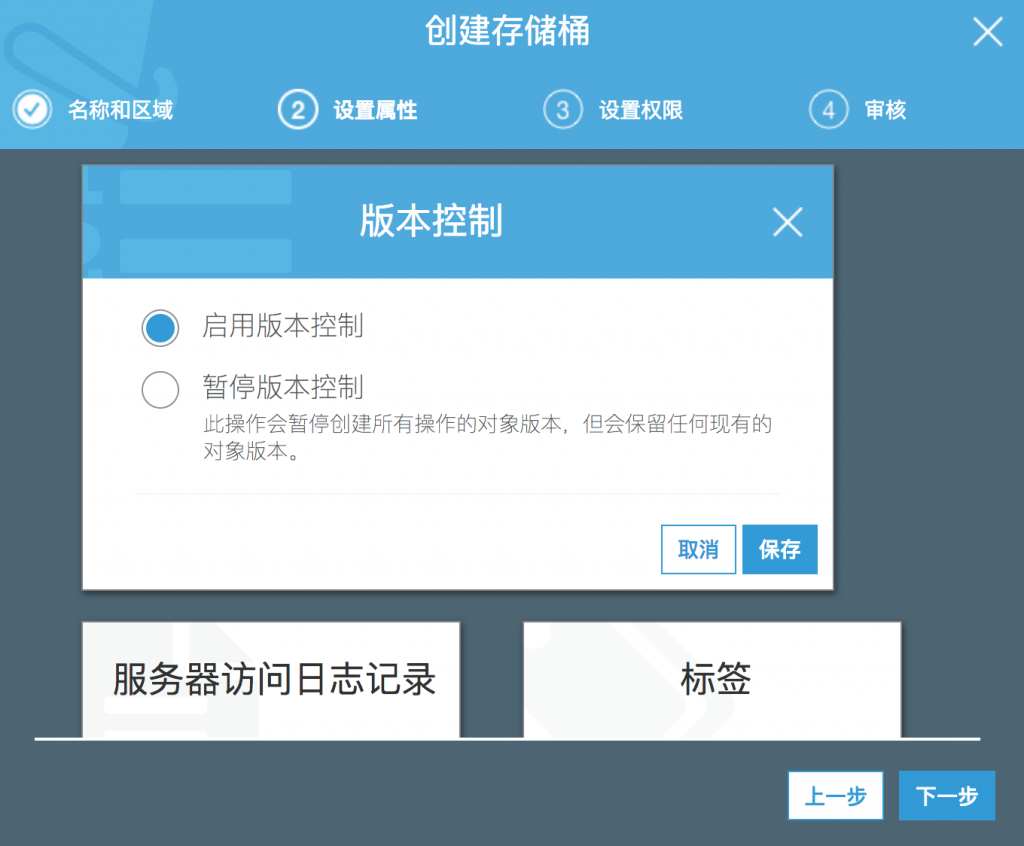 创建存储桶
名称和区域
2 设置属性
3 设置权限
4 审核
版本控制
启用版本控制
暂停版本控制
此操作会暂停创建所有操作的对象版本，但会保留任何现有的
对象版本。
取消 保存
服务器访问日志记录 标签
上一步 下一步